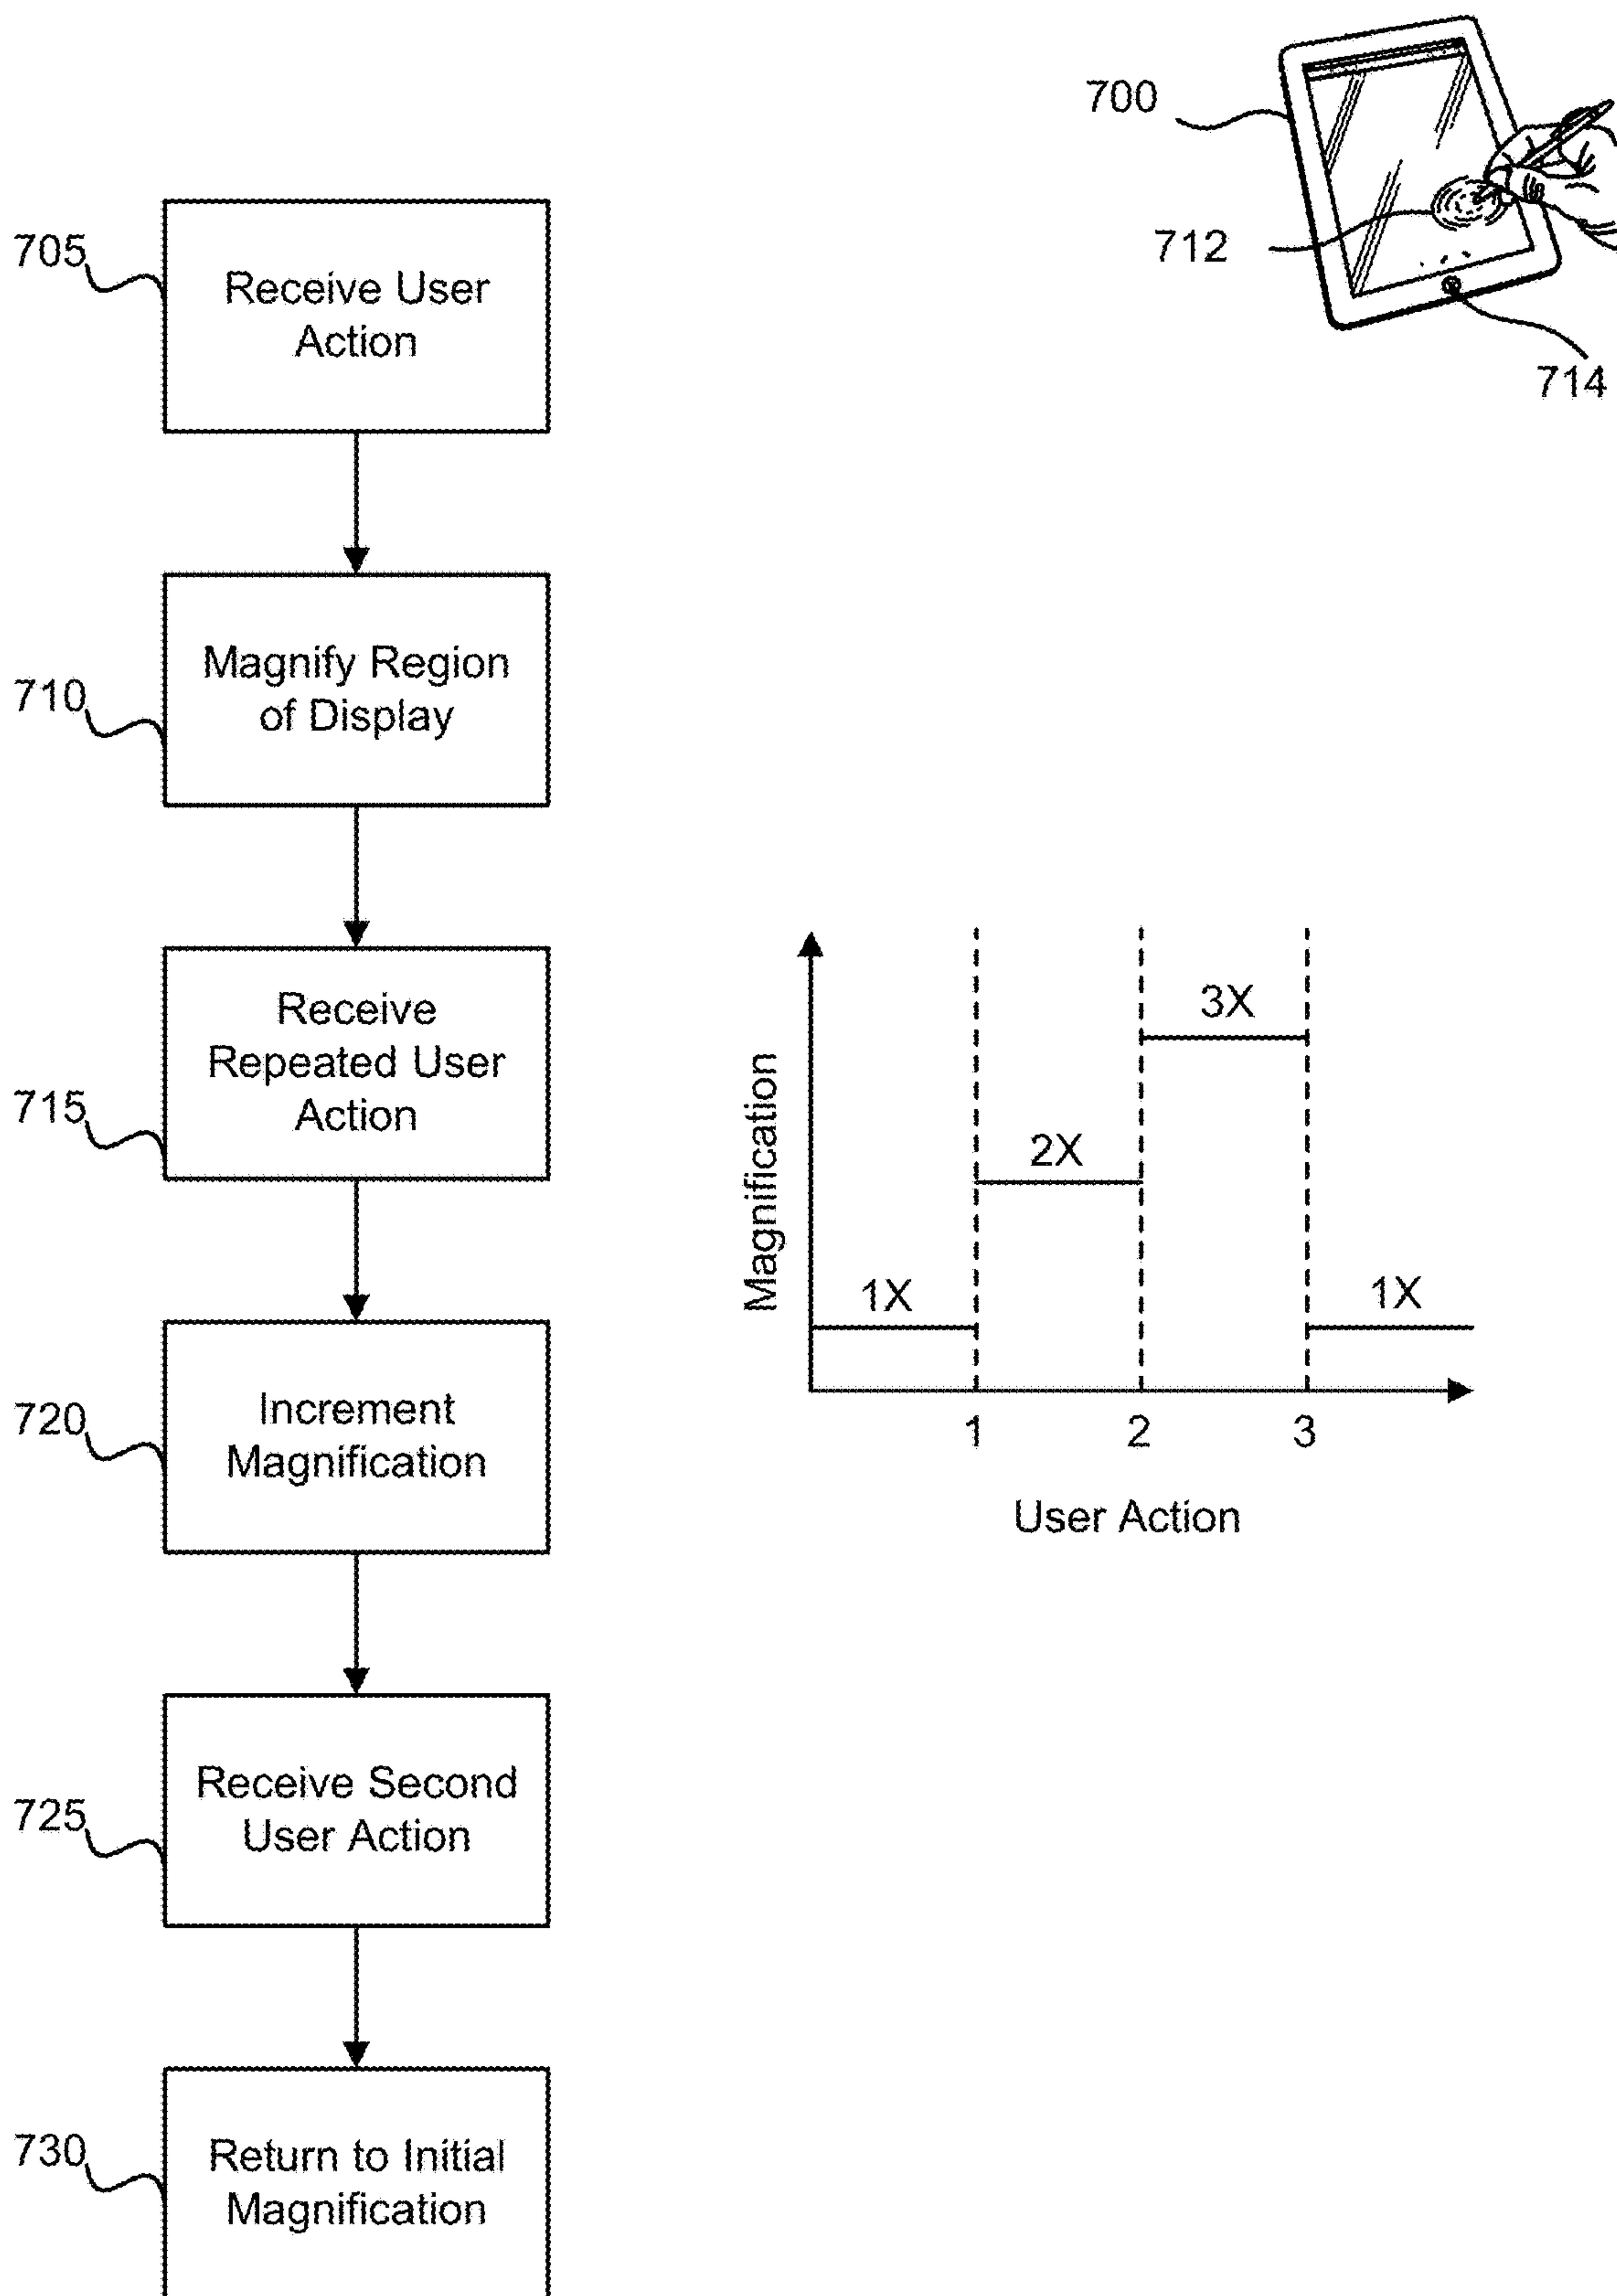 700
712
714
705
Receive User
Action
710
Magnify Region
of Display
715
Receive
Repeated User
Action
720
Increment
Magnification
725
Receive Second
User Action
730
Return to Initial
Magnification
Magnification
3X
2X
1X
1X
1
2
3
User Action